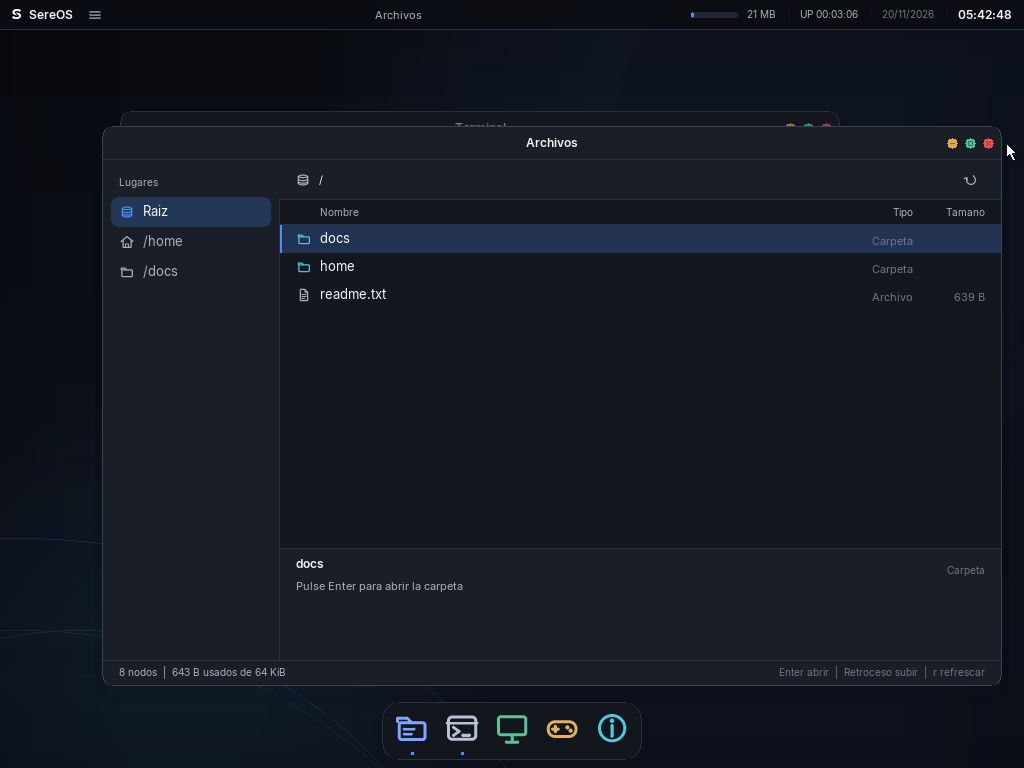 SereOS Archivos 21 MB UP 00:03:06 20/11/2026 05:42:48
Terminal
Archivos
Lugares
Raiz
/home
/docs
/
Nombre Tipo Tamano
docs Carpeta
home Carpeta
readme.txt Archivo 639 B
docs Carpeta
Pulse Enter para abrir la carpeta
8 nodos | 643 B usados de 64 KiB Enter abrir | Retroceso subir | r refrescar